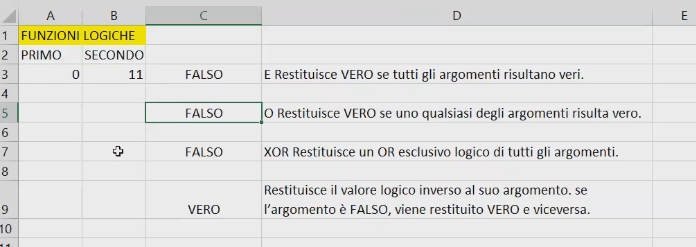 A B C D E
1 FUNZIONI LOGICHE
2 PRIMO SECONDO
3 0 11 FALSO E Restituisce VERO se tutti gli argomenti risultano veri.
4
5 FALSO O Restituisce VERO se uno qualsiasi degli argomenti risulta vero.
6
7 FALSO XOR Restituisce un OR esclusivo logico di tutti gli argomenti.
8
Restituisce il valore logico inverso al suo argomento. se
9 VERO l’argomento è FALSO, viene restituito VERO e viceversa.
10
11